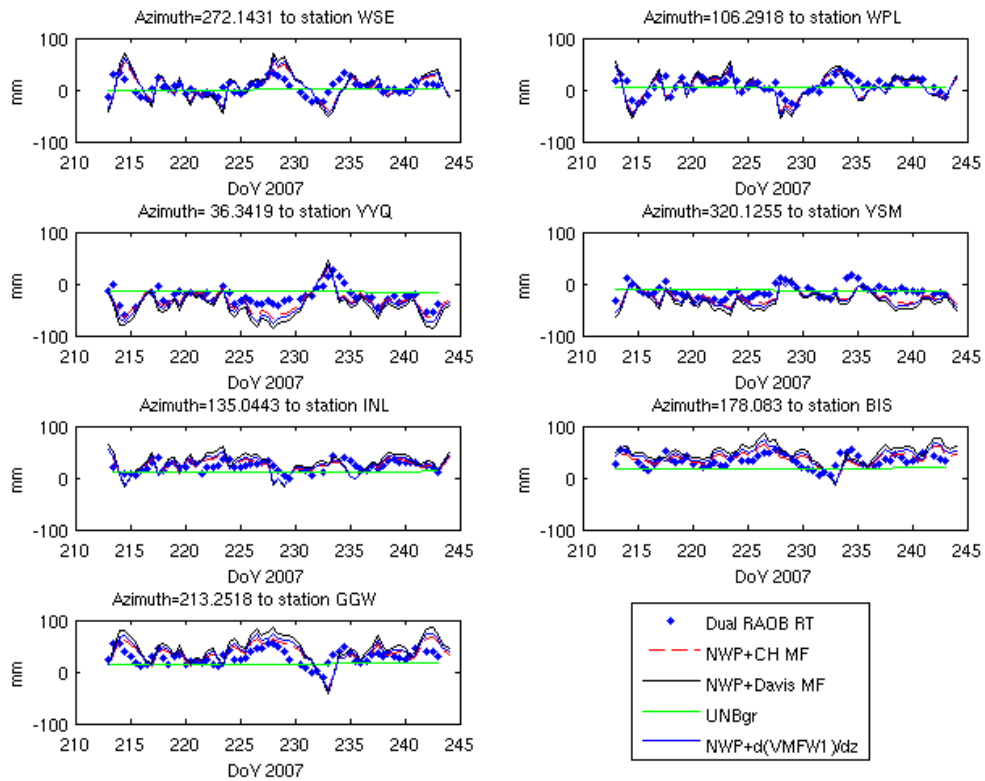 Azimuth=272.1431 to station WSE
100
0
-100
mm
210 215 220 225 230 235 240 245
DoY 2007
Azimuth=106.2918 to station WPL
100
0
-100
mm
210 215 220 225 230 235 240 245
DoY 2007
Azimuth= 36.3419 to station YYQ
100
0
-100
mm
210 215 220 225 230 235 240 245
DoY 2007
Azimuth=320.1255 to station YSM
100
0
-100
mm
210 215 220 225 230 235 240 245
DoY 2007
Azimuth=135.0443 to station INL
100
0
-100
mm
210 215 220 225 230 235 240 245
DoY 2007
Azimuth=178.083 to station BIS
100
0
-100
mm
210 215 220 225 230 235 240 245
DoY 2007
Azimuth=213.2518 to station GGW
100
0
-100
mm
210 215 220 225 230 235 240 245
DoY 2007
Dual RAOB RT
NWP+CH MF
NWP+Davis MF
UNBgr
NWP+d(VMFW1)/dz